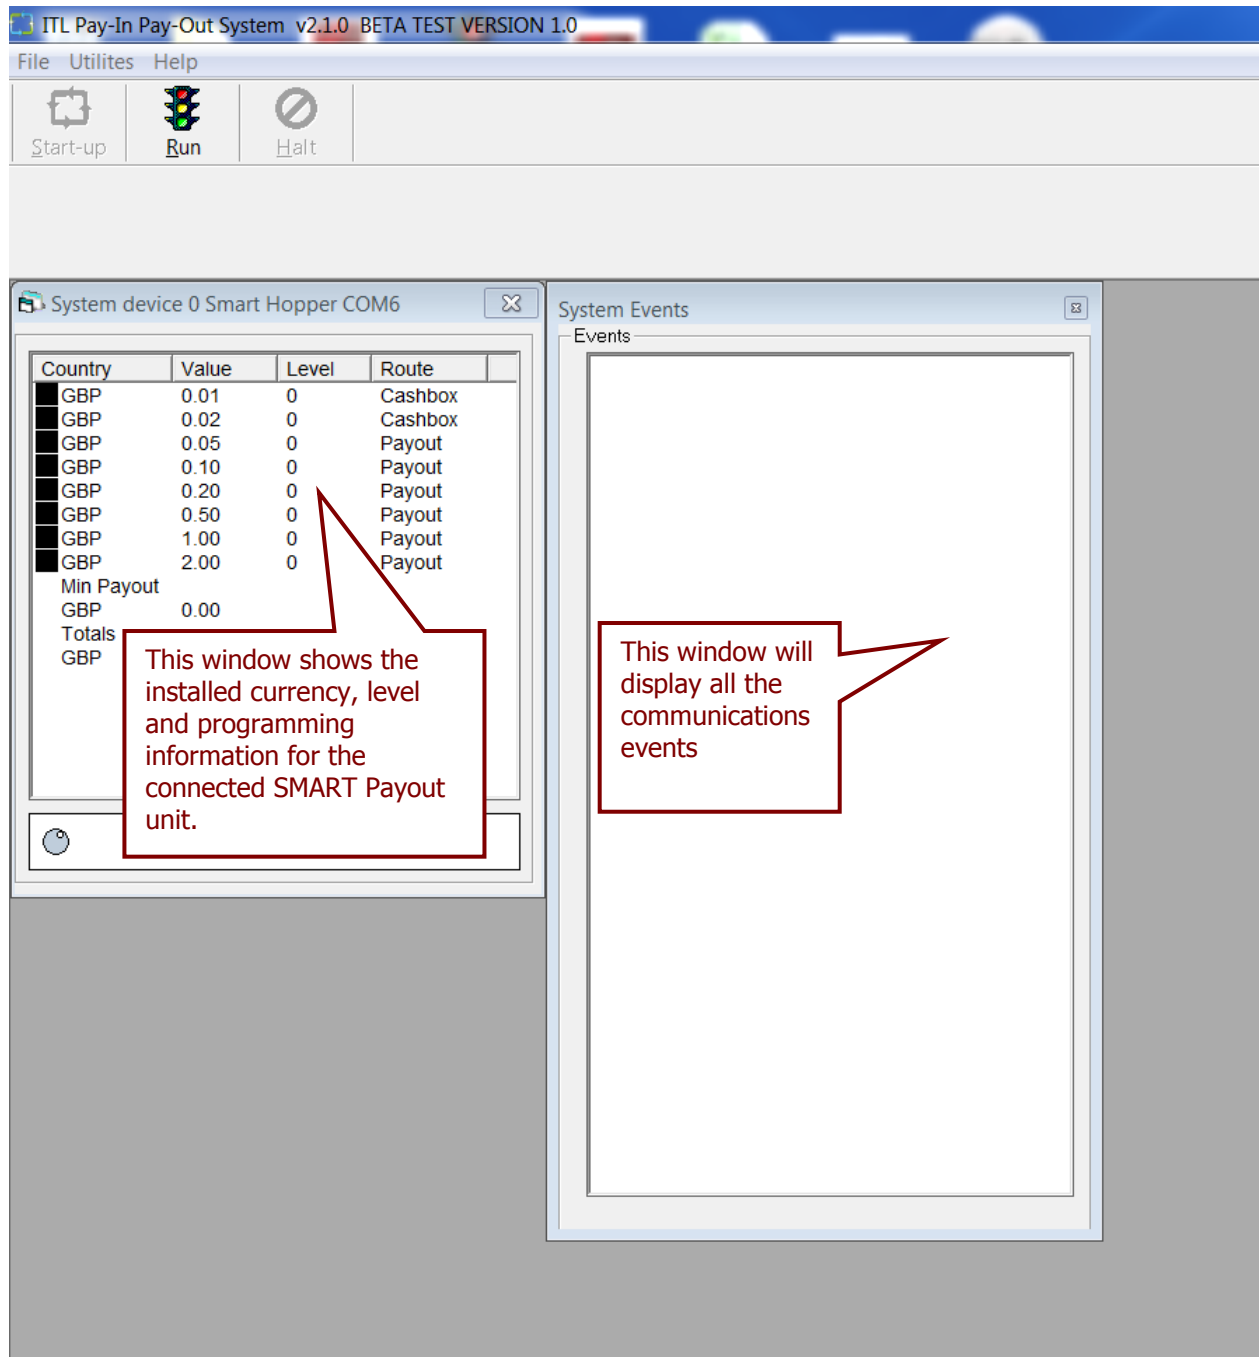 ITL Pay-In Pay-Out System v2.1.0 BETA TEST VERSION 1.0
File Utilites Help
Start-up Run Halt
System device 0 Smart Hopper COM6
Country Value Level Route
GBP 0.01 0 Cashbox
GBP 0.02 0 Cashbox
GBP 0.05 0 Payout
GBP 0.10 0 Payout
GBP 0.20 0 Payout
GBP 0.50 0 Payout
GBP 1.00 0 Payout
GBP 2.00 0 Payout
Min Payout
GBP 0.00
Totals
GBP
This window shows the
installed currency, level
and programming
information for the
connected SMART Payout
unit.
System Events
Events
This window will
display all the
communications
events